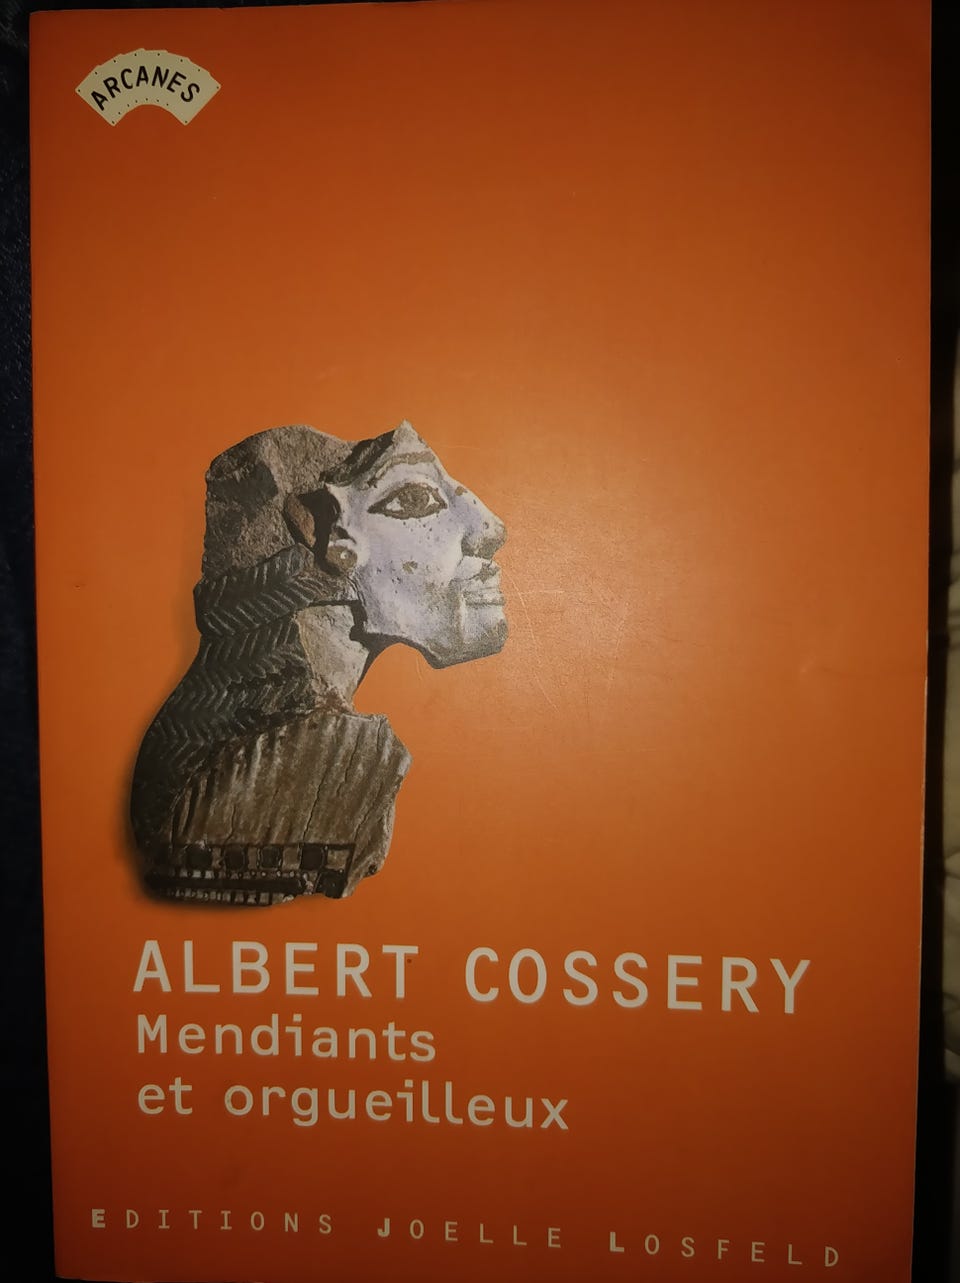 ARCANES
ALBERT COSSERY
Mendiants
et orgueilleux
EDITIONS JOELLE LOSFELD